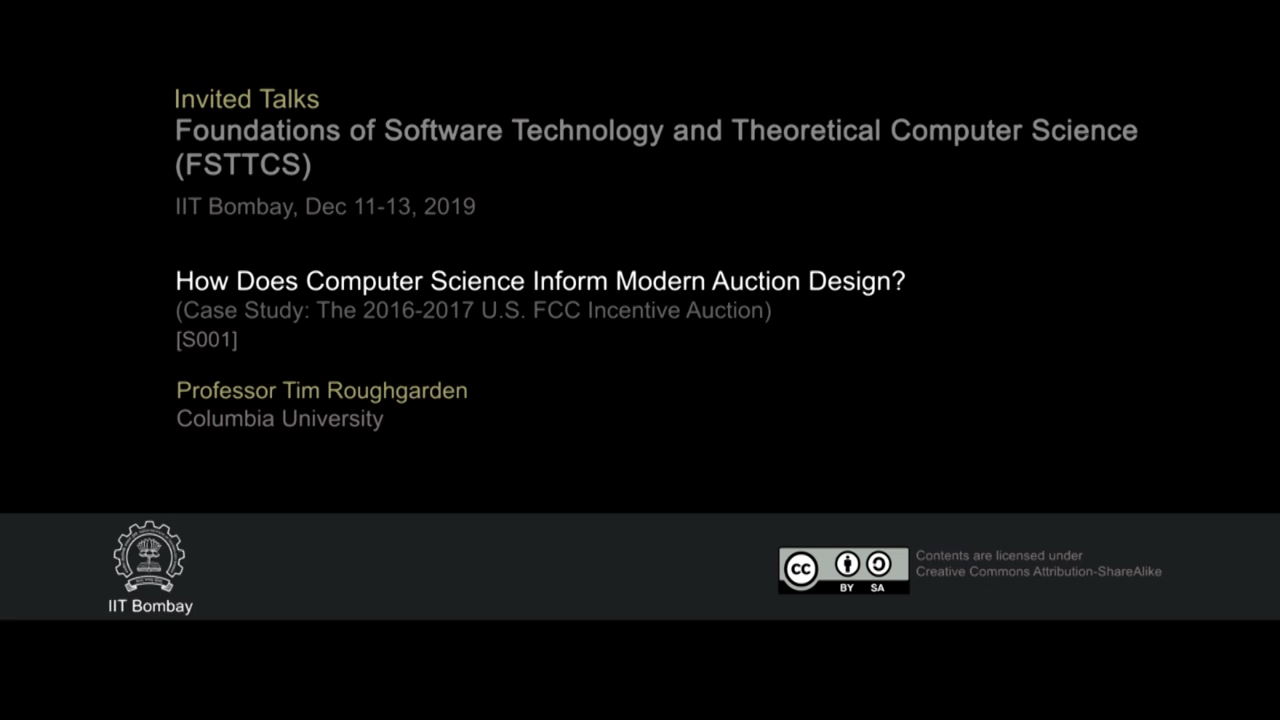 Invited Talks
Foundations of Software Technology and Theoretical Computer Science
(FSTTCS)
IIT Bombay, Dec 11-13, 2019
How Does Computer Science Inform Modern Auction Design?
(Case Study: The 2016-2017 U.S. FCC Incentive Auction)
[S001]
Professor Tim Roughgarden
Columbia University
IIT Bombay
cc
BY SA
Contents are licensed under
Creative Commons Attribution-ShareAlike